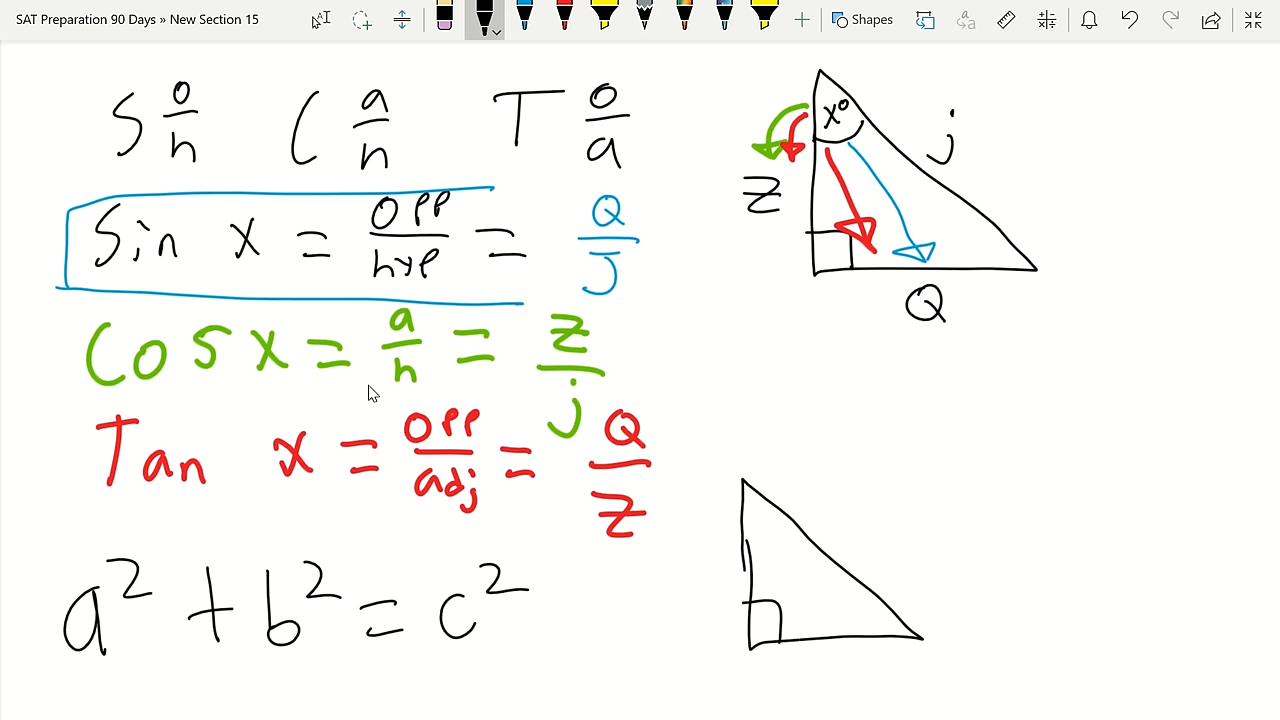 SAT Preparation 90 Days » New Section 15
Shapes
S o/h C a/h T o/a
Sin x = opp/hyp = Q/J
Cos x = a/h = Z/j
Tan x = opp/adj = Q/Z
a² + b² = c²
x°
j
Z
Q